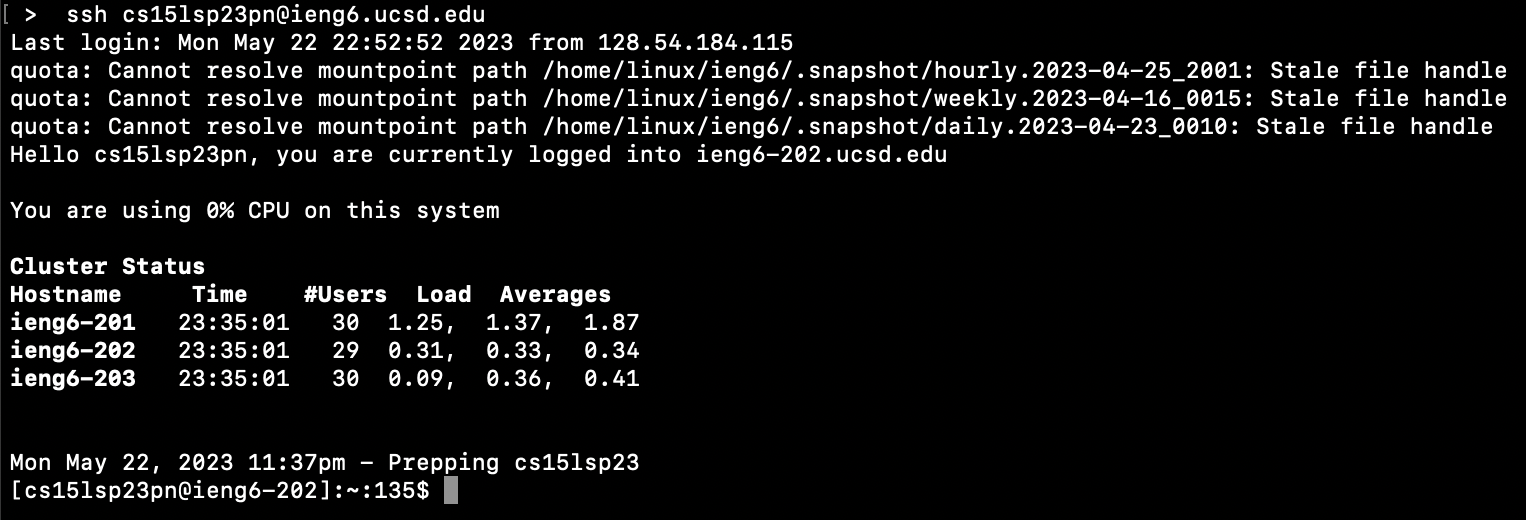 [ >  ssh cs15lsp23pn@ieng6.ucsd.edu
Last login: Mon May 22 22:52:52 2023 from 128.54.184.115
quota: Cannot resolve mountpoint path /home/linux/ieng6/.snapshot/hourly.2023-04-25_2001: Stale file handle
quota: Cannot resolve mountpoint path /home/linux/ieng6/.snapshot/weekly.2023-04-16_0015: Stale file handle
quota: Cannot resolve mountpoint path /home/linux/ieng6/.snapshot/daily.2023-04-23_0010: Stale file handle
Hello cs15lsp23pn, you are currently logged into ieng6-202.ucsd.edu
You are using 0% CPU on this system
Cluster Status
Hostname     Time    #Users  Load  Averages
ieng6-201   23:35:01   30  1.25,  1.37,  1.87
ieng6-202   23:35:01   29  0.31,  0.33,  0.34
ieng6-203   23:35:01   30  0.09,  0.36,  0.41
Mon May 22, 2023 11:37pm - Prepping cs15lsp23
[cs15lsp23pn@ieng6-202]:~:135$